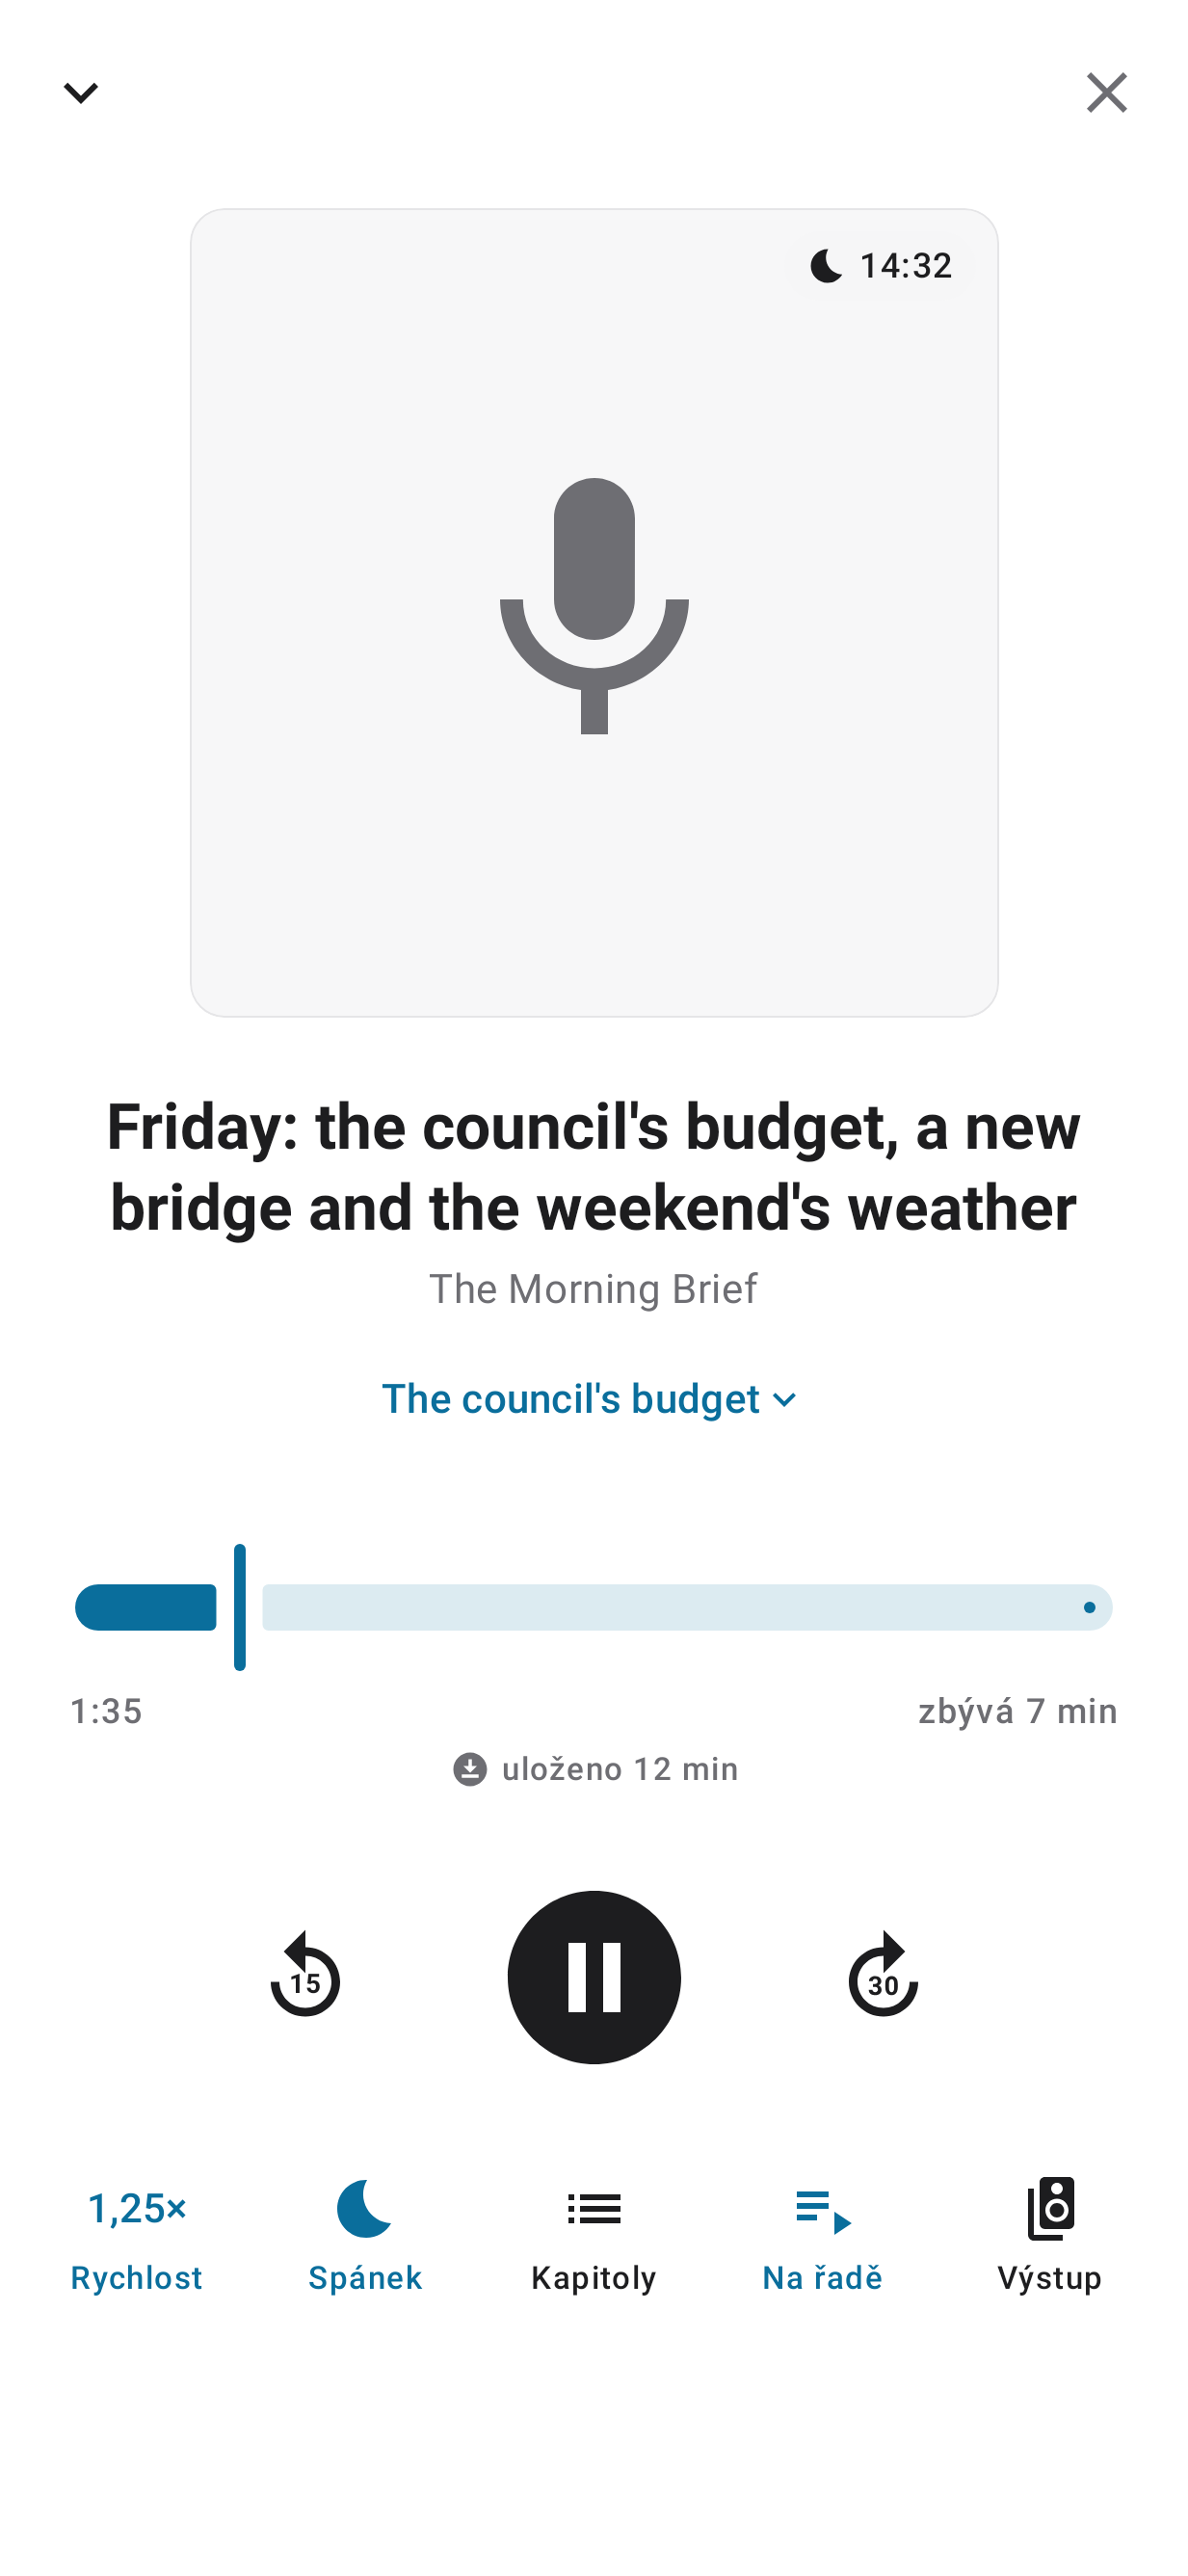 14:32
Friday: the council's budget, a new
bridge and the weekend's weather
The Morning Brief
The council's budget
1:35
zbývá 7 min
uloženo 12 min
15
30
1,25×
Rychlost
Spánek
Kapitoly
Na řadě
Výstup